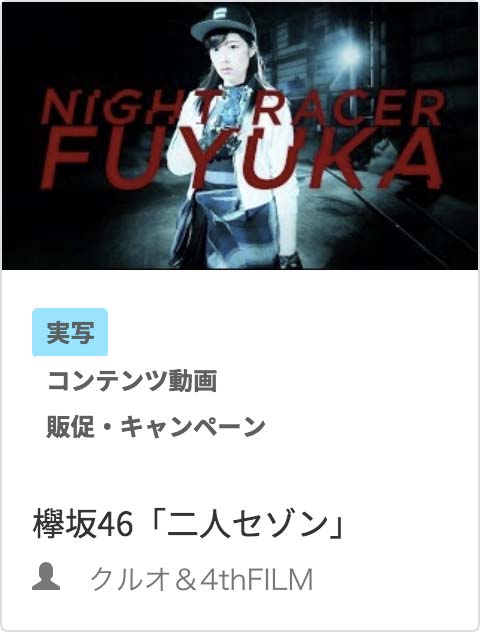 NIGHT RACER
FUYUKA
実写
コンテンツ動画
販促・キャンペーン
欅坂46「二人セゾン」
クルオ＆4thFILM